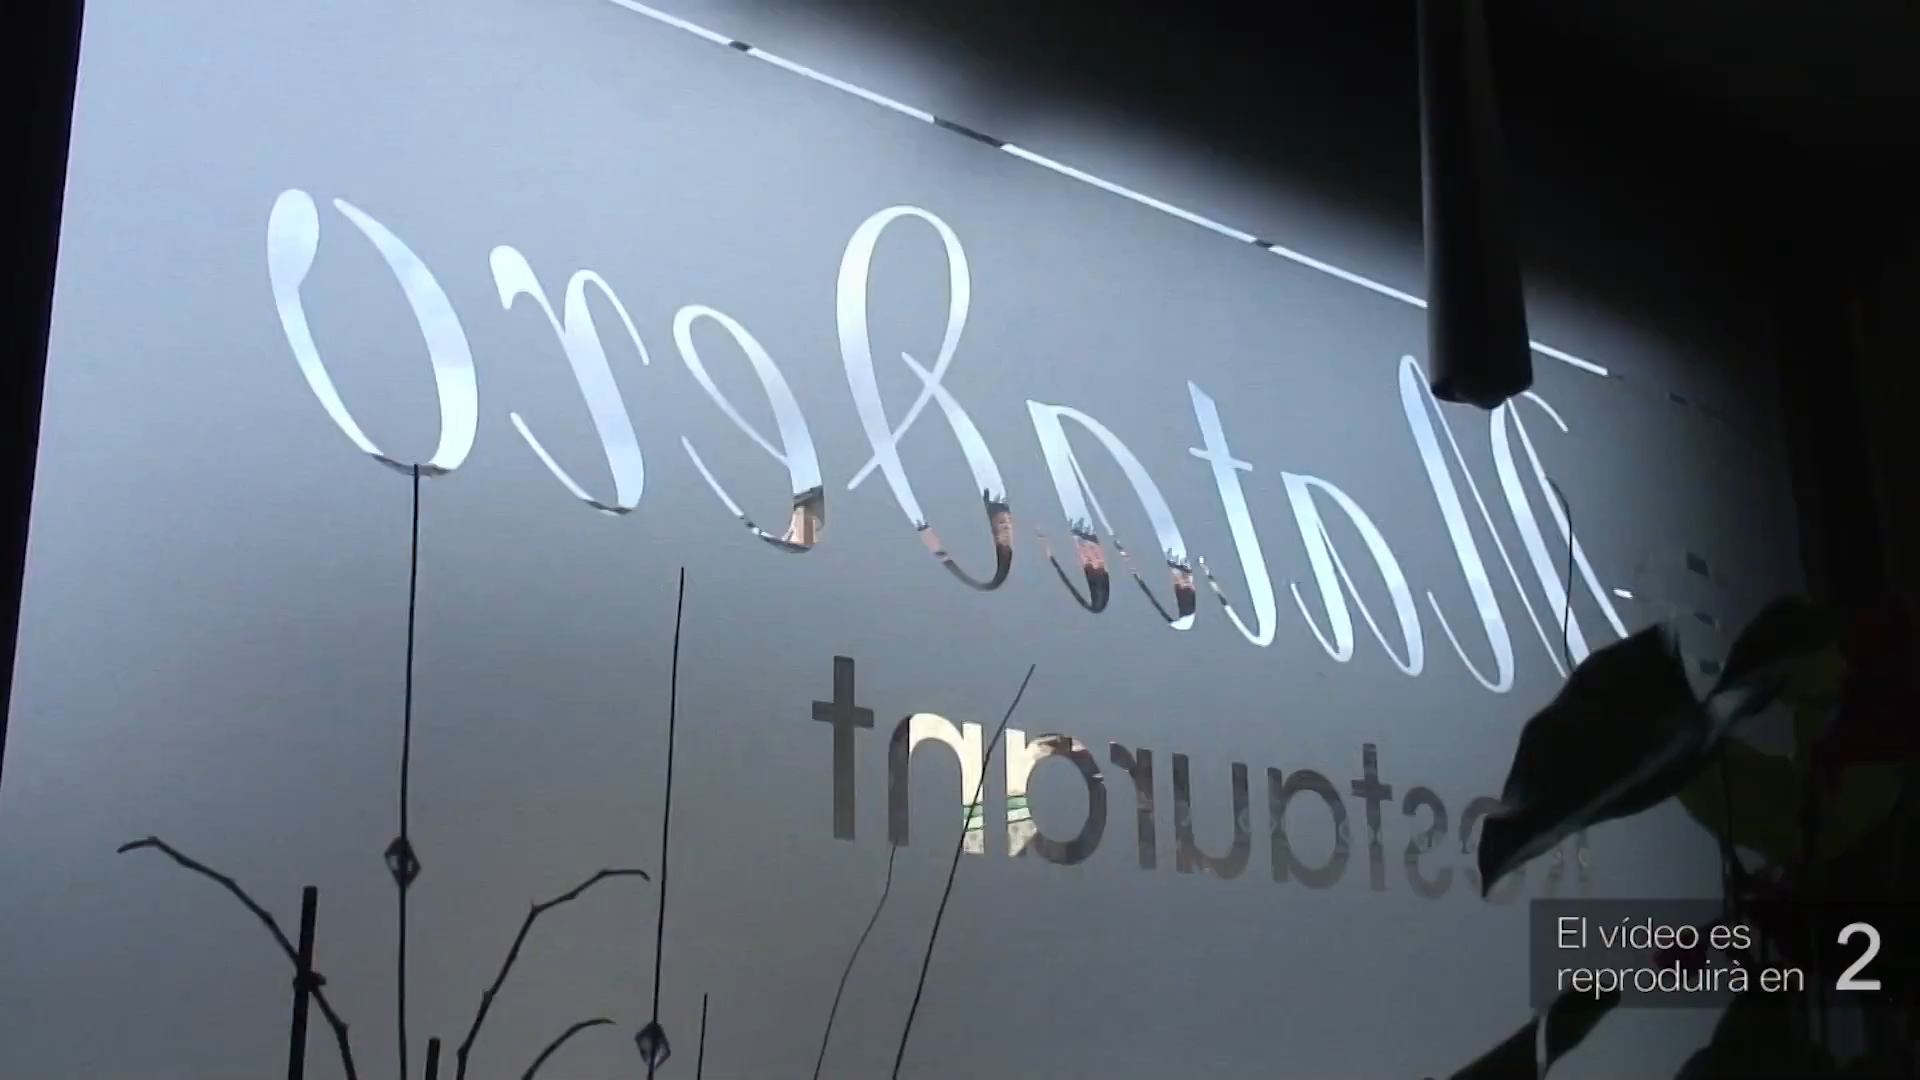 Restaurant
El vídeo es
reproduirà en 2